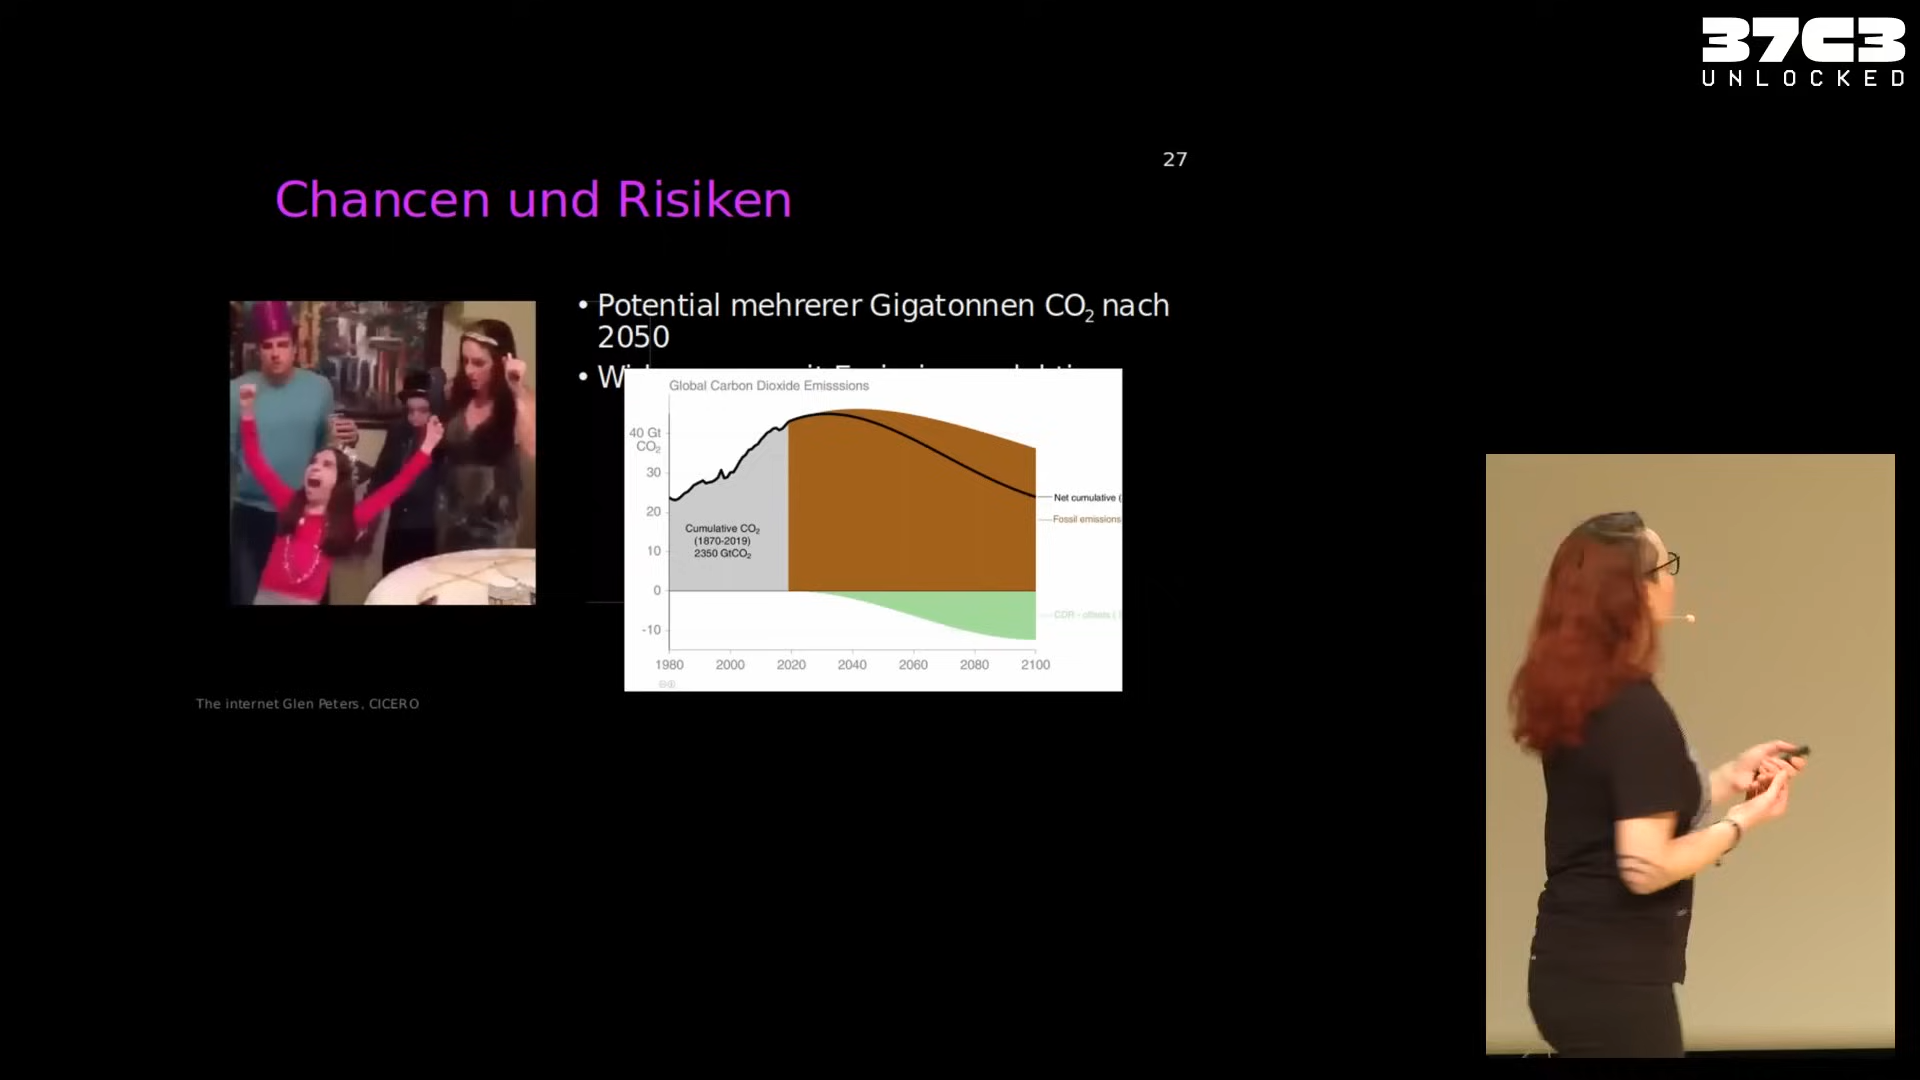 37C3
UNLOCKED
27
Chancen und Risiken
• Potential mehrerer Gigatonnen CO₂ nach
2050
Global Carbon Dioxide Emisssions
40 Gt
CO₂
30
20
10
0
-10
Cumulative CO₂
(1870-2019)
2350 GtCO₂
Net cumulative (
Fossil emissions
CDR - offsets (
1980 2000 2020 2040 2060 2080 2100
The internet Glen Peters, CICERO